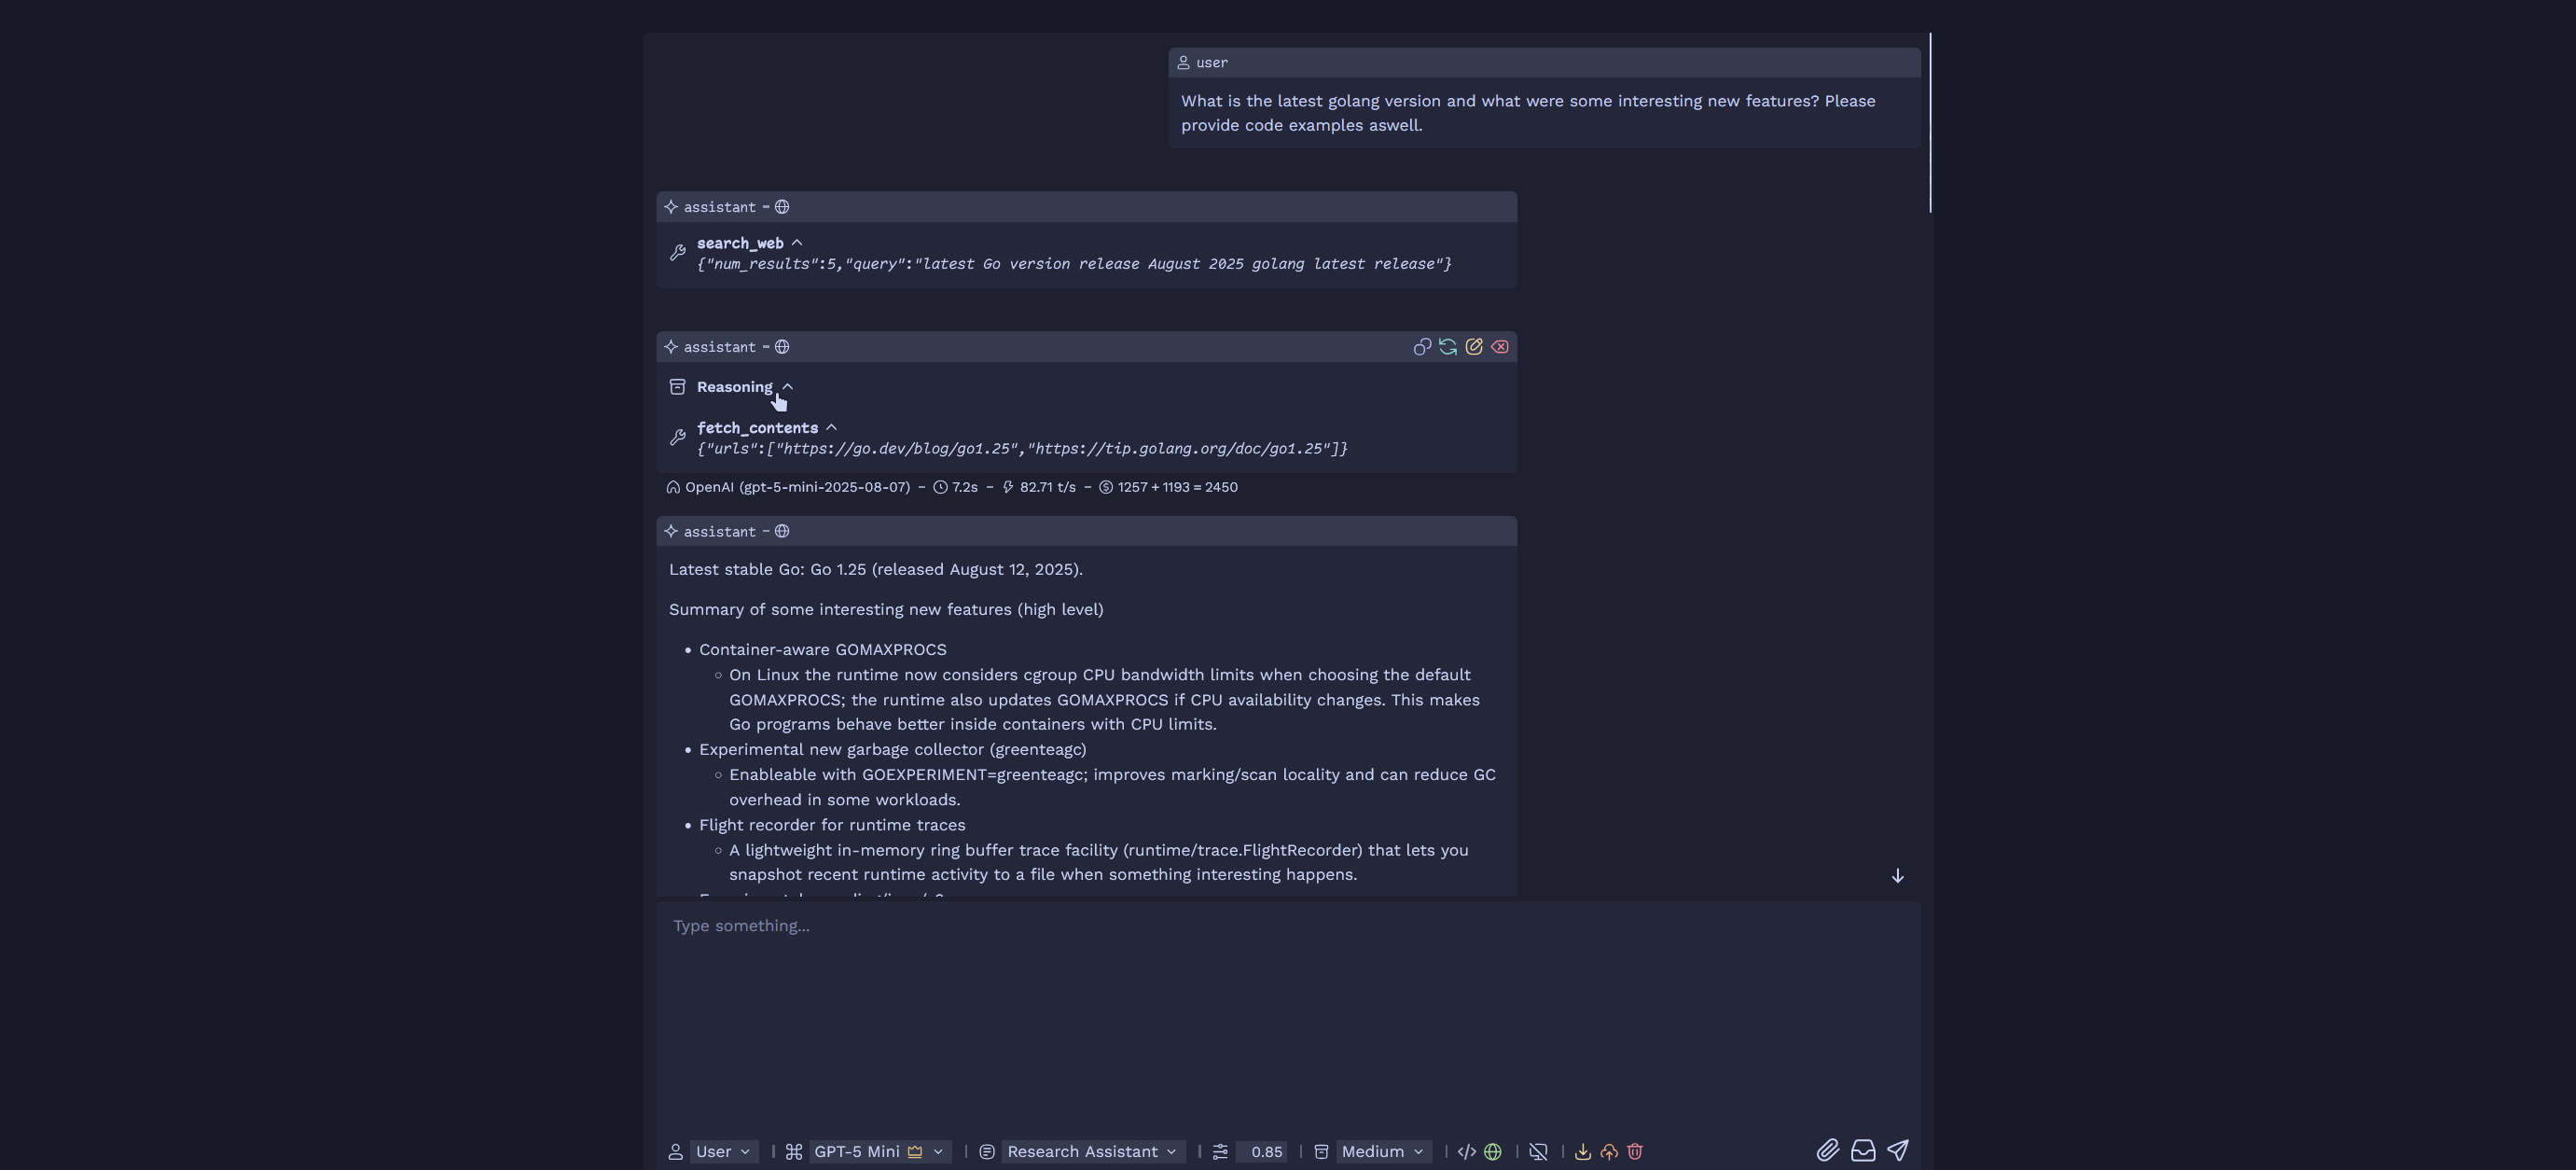 user
What is the latest golang version and what were some interesting new features? Please
provide code examples aswell.
assistant –
search_web
{"num_results":5,"query":"latest Go version release August 2025 golang latest release"}
assistant –
Reasoning
fetch_contents
{"urls":["https://go.dev/blog/go1.25","https://tip.golang.org/doc/go1.25"]}
OpenAI (gpt-5-mini-2025-08-07) – 7.2s – 82.71 t/s – 1257 + 1193 = 2450
assistant –
Latest stable Go: Go 1.25 (released August 12, 2025).
Summary of some interesting new features (high level)
• Container-aware GOMAXPROCS
◦ On Linux the runtime now considers cgroup CPU bandwidth limits when choosing the default
GOMAXPROCS; the runtime also updates GOMAXPROCS if CPU availability changes. This makes
Go programs behave better inside containers with CPU limits.
• Experimental new garbage collector (greenteagc)
◦ Enableable with GOEXPERIMENT=greenteagc; improves marking/scan locality and can reduce GC
overhead in some workloads.
• Flight recorder for runtime traces
◦ A lightweight in-memory ring buffer trace facility (runtime/trace.FlightRecorder) that lets you
snapshot recent runtime activity to a file when something interesting happens.
Type something...
User | GPT-5 Mini | Research Assistant | 0.85 | Medium | | |